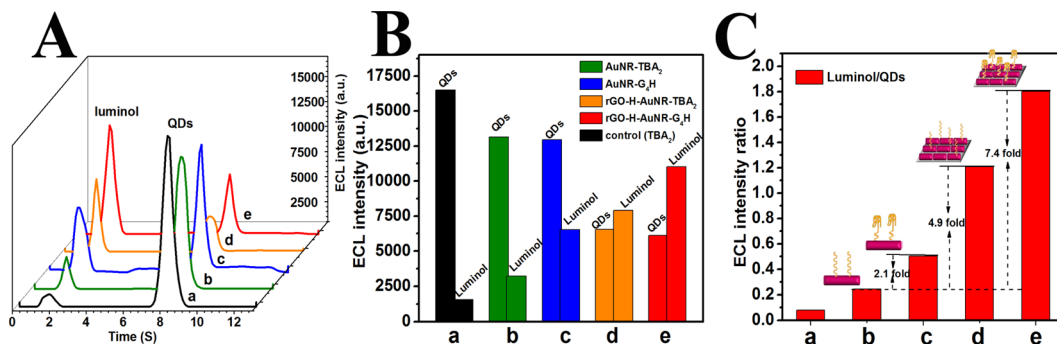 A
luminol
QDs
15000
12500
10000
7500
5000
2500
ECL intensity (a.u.)
e
d
c
b
a
0
2
4
6
8
10
12
Time (S)
B
17500
15000
12500
10000
7500
5000
2500
0
ECL intensity (a.u.)
AuNR-TBA₂
AuNR-G₄H
rGO-H-AuNR-TBA₂
rGO-H-AuNR-G₄H
control (TBA₂)
QDs
Luminol
QDs
Luminol
QDs
Luminol
QDs
Luminol
QDs
Luminol
a
b
c
d
e
C
2.0
1.8
1.6
1.4
1.2
1.0
0.8
0.6
0.4
0.2
0.0
ECL intensity ratio
Luminol/QDs
2.1 fold
4.9 fold
7.4 fold
a
b
c
d
e